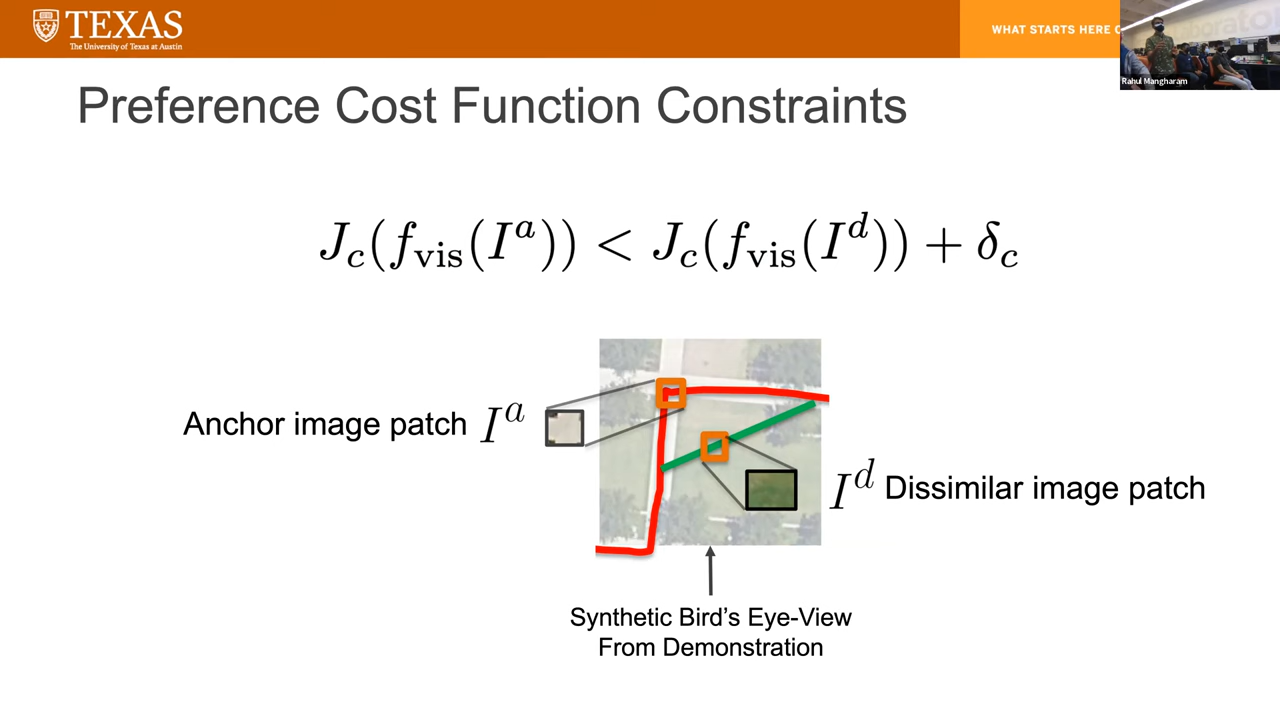 TEXAS
The University of Texas at Austin
WHAT STARTS HERE C
Rahul Mangharam
Preference Cost Function Constraints
J_c(f_vis(I^a)) < J_c(f_vis(I^d)) + δ_c
Anchor image patch I^a
I^d Dissimilar image patch
Synthetic Bird's Eye-View
From Demonstration